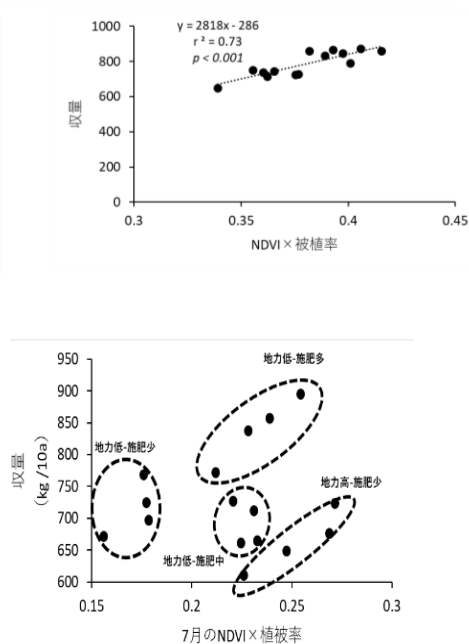 y = 2818x - 286
r ² = 0.73
p < 0.001
1000
800
600
400
200
0
収量
0.3
0.35
0.4
0.45
NDVI×被植率
950
900
850
800
750
700
650
600
収量
(kg /10a)
地力低-施肥多
地力低-施肥少
地力高-施肥少
地力低-施肥中
0.15
0.2
0.25
0.3
7月のNDVI×植被率